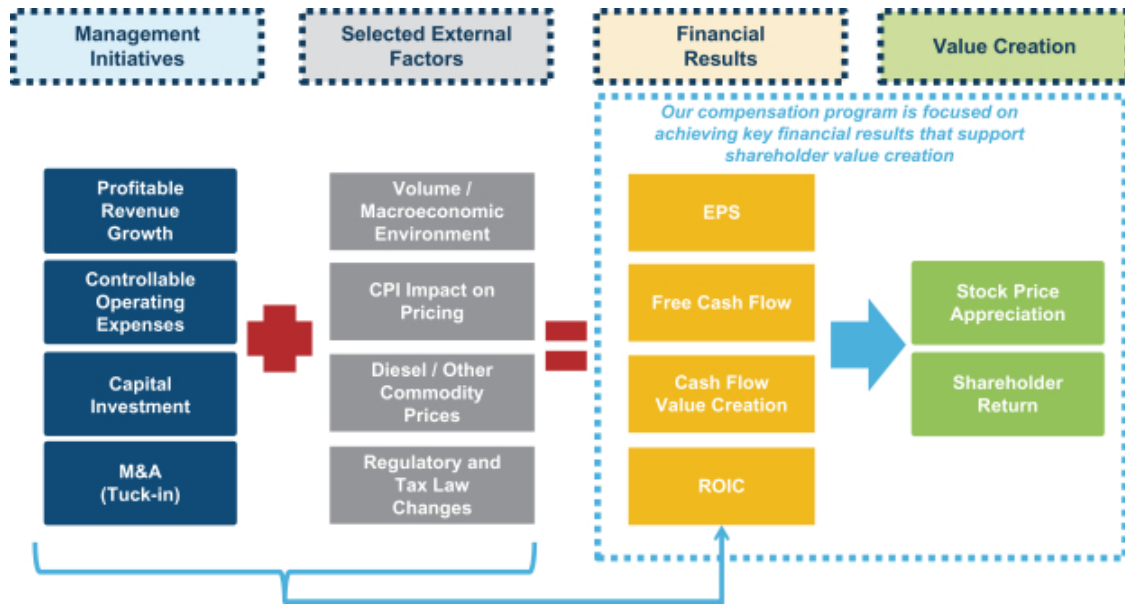 Management
Initiatives
Selected External
Factors
Financial
Results
Value Creation
Our compensation program is focused on
achieving key financial results that support
shareholder value creation
Profitable
Revenue
Growth
Controllable
Operating
Expenses
Capital
Investment
M&A
(Tuck-in)
Volume /
Macroeconomic
Environment
CPI Impact on
Pricing
Diesel / Other
Commodity
Prices
Regulatory and
Tax Law
Changes
EPS
Free Cash Flow
Cash Flow
Value Creation
ROIC
Stock Price
Appreciation
Shareholder
Return